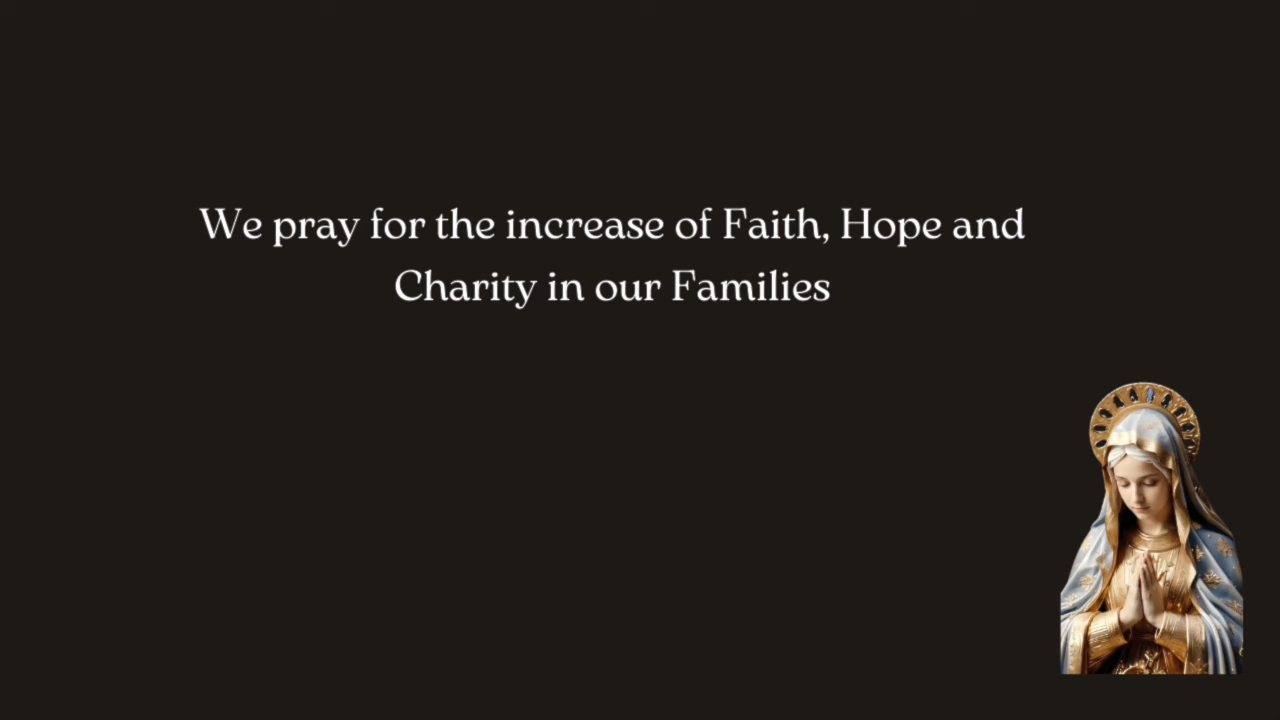 We pray for the increase of Faith, Hope and
Charity in our Families